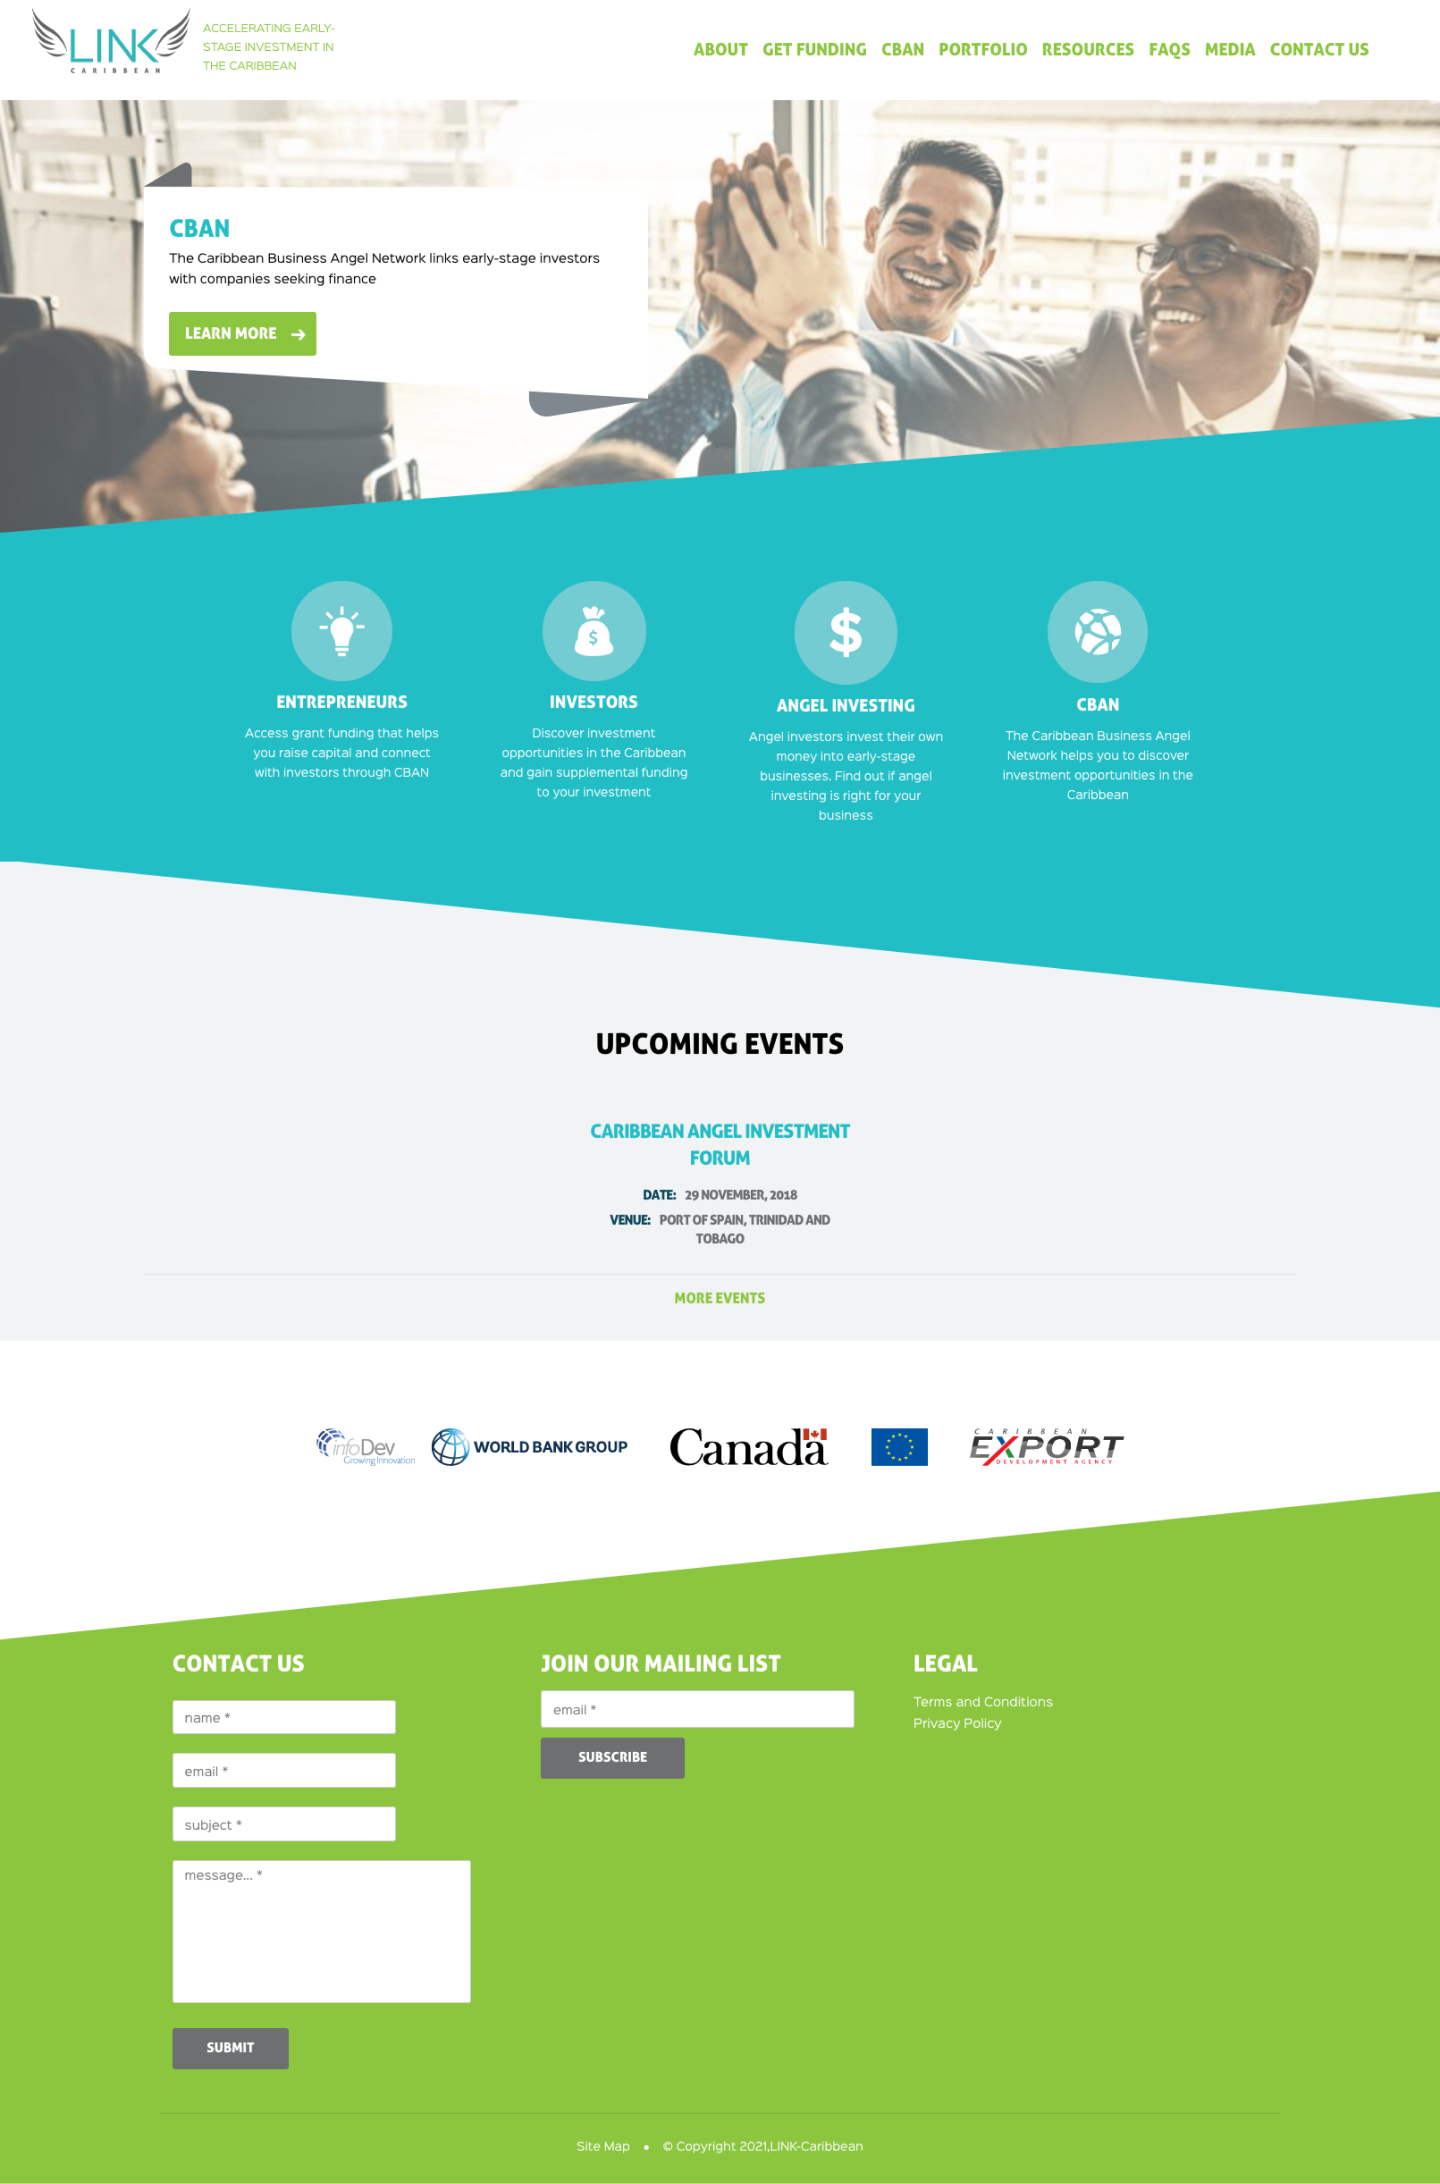 LINK
CARIBBEAN
ACCELERATING EARLY-
STAGE INVESTMENT IN
THE CARIBBEAN
ABOUT GET FUNDING CBAN PORTFOLIO RESOURCES FAQS MEDIA CONTACT US
CBAN
The Caribbean Business Angel Network links early-stage investors
with companies seeking finance
LEARN MORE
ENTREPRENEURS
Access grant funding that helps
you raise capital and connect
with investors through CBAN
INVESTORS
Discover investment
opportunities in the Caribbean
and gain supplemental funding
to your investment
ANGEL INVESTING
Angel investors invest their own
money into early-stage
businesses. Find out if angel
investing is right for your
business
CBAN
The Caribbean Business Angel
Network helps you to discover
investment opportunities in the
Caribbean
UPCOMING EVENTS
CARIBBEAN ANGEL INVESTMENT
FORUM
DATE: 29 NOVEMBER, 2018
VENUE: PORT OF SPAIN, TRINIDAD AND
TOBAGO
MORE EVENTS
infoDev
Growing Innovation
WORLD BANK GROUP
Canada
CARIBBEAN
EXPORT
DEVELOPMENT AGENCY
CONTACT US
name *
email *
subject *
message... *
SUBMIT
JOIN OUR MAILING LIST
email *
SUBSCRIBE
LEGAL
Terms and Conditions
Privacy Policy
Site Map • © Copyright 2021,LINK-Caribbean